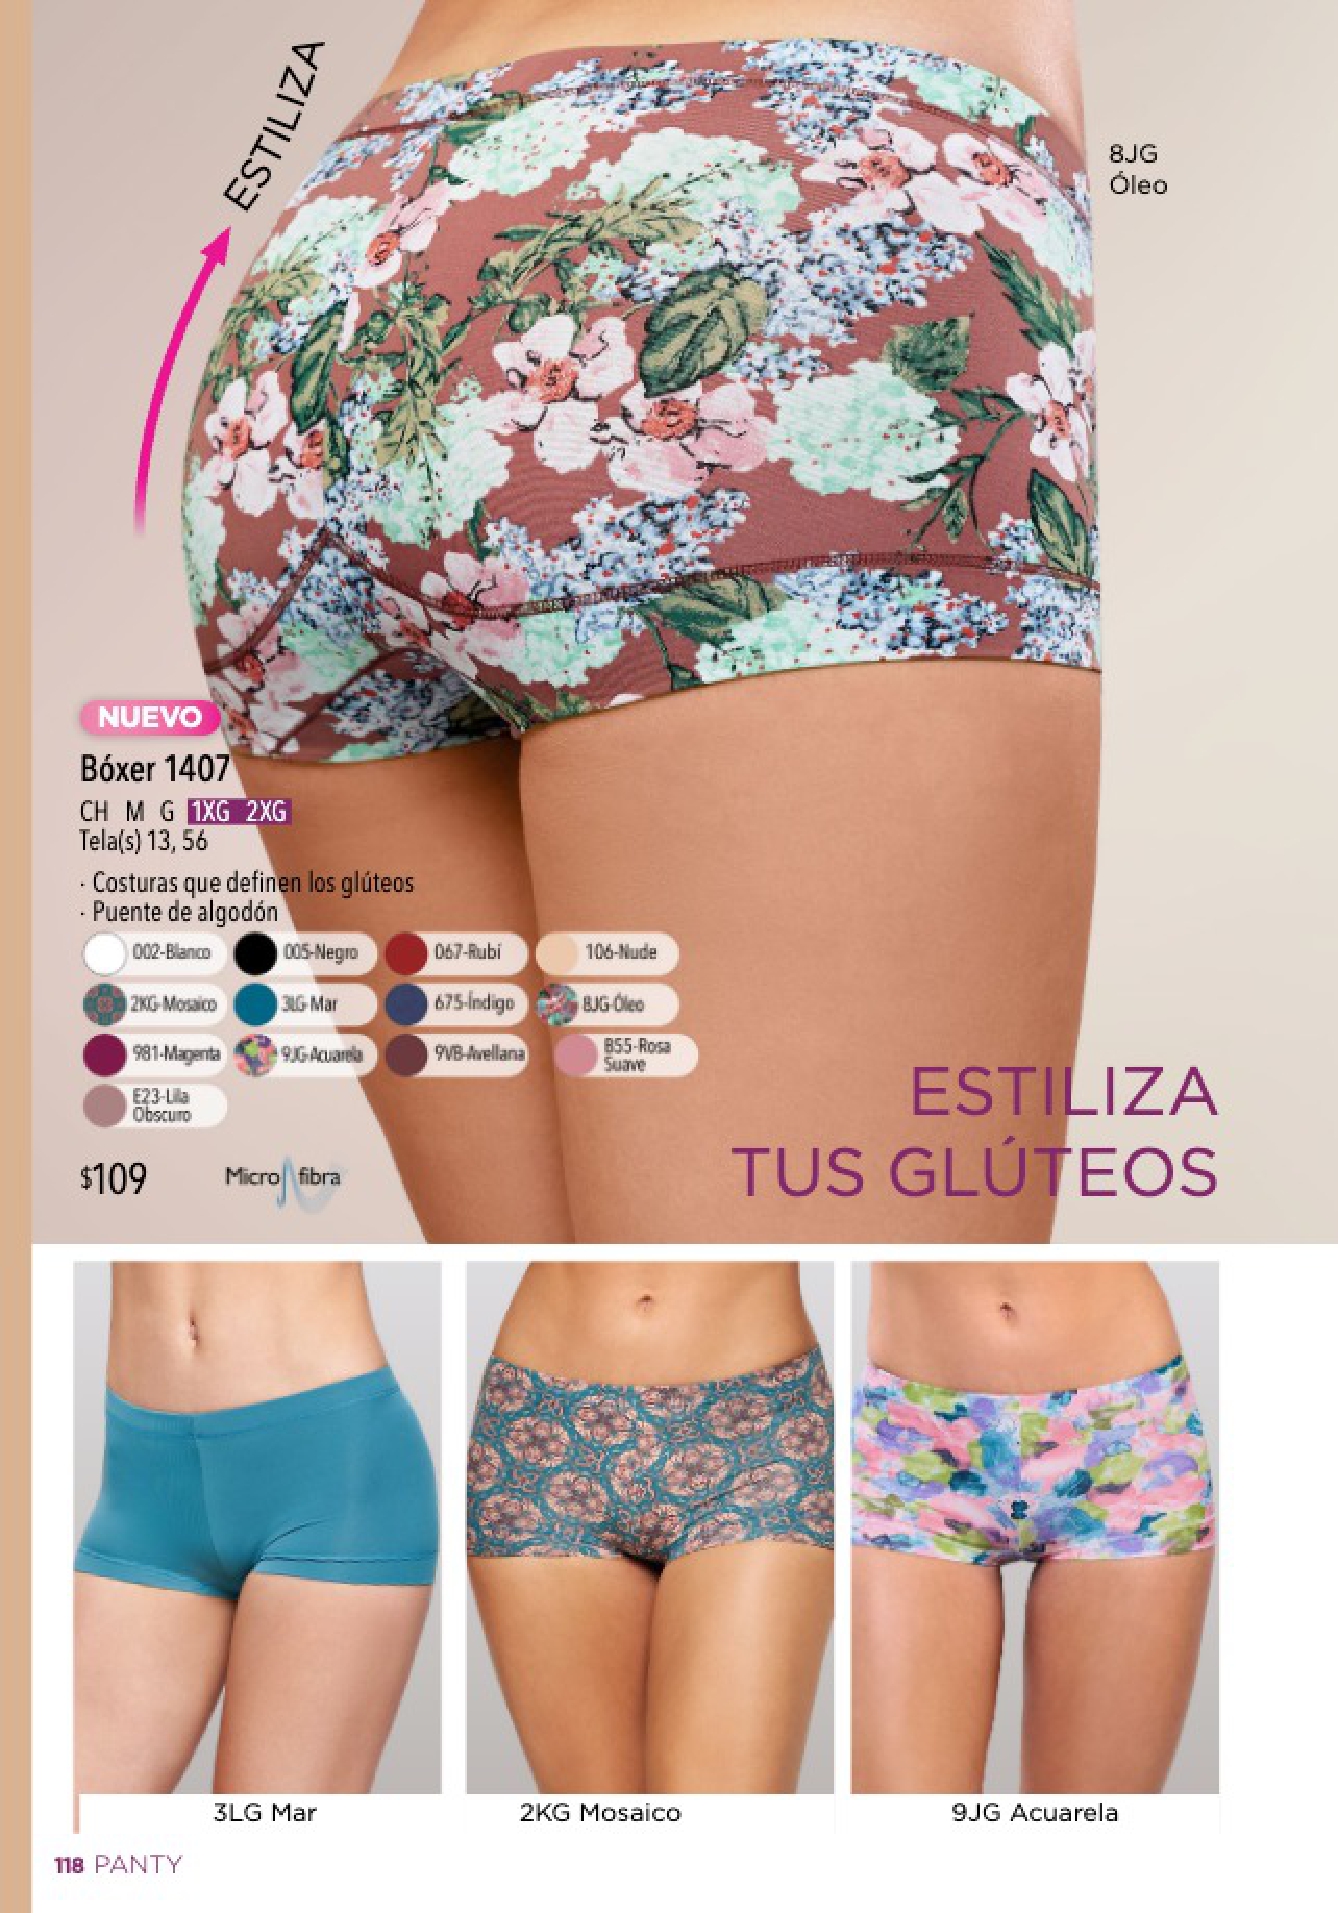 ESTILIZA
8JG
Óleo
NUEVO
Bóxer 1407
CH M G 1XG 2XG
Tela(s) 13, 56
· Costuras que definen los glúteos
· Puente de algodón
002-Blanco 005-Negro 067-Rubí 106-Nude
2KG-Mosaico 3LG-Mar 675-Índigo 8JG-Óleo
981-Magenta 9JG-Acuarela 9VB-Avellana B55-Rosa Suave
E23-Lila
Obscuro
$109
Micro fibra
ESTILIZA
TUS GLÚTEOS
3LG Mar
2KG Mosaico
9JG Acuarela
118 PANTY